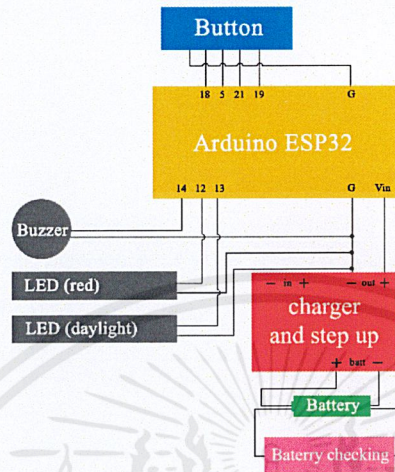 Button
18 5 21 19 G
Arduino ESP32
14 12 13 G Vin
Buzzer
LED (red)
LED (daylight)
− in + − out +
charger
and step up
+ batt −
Battery
Baterry checking